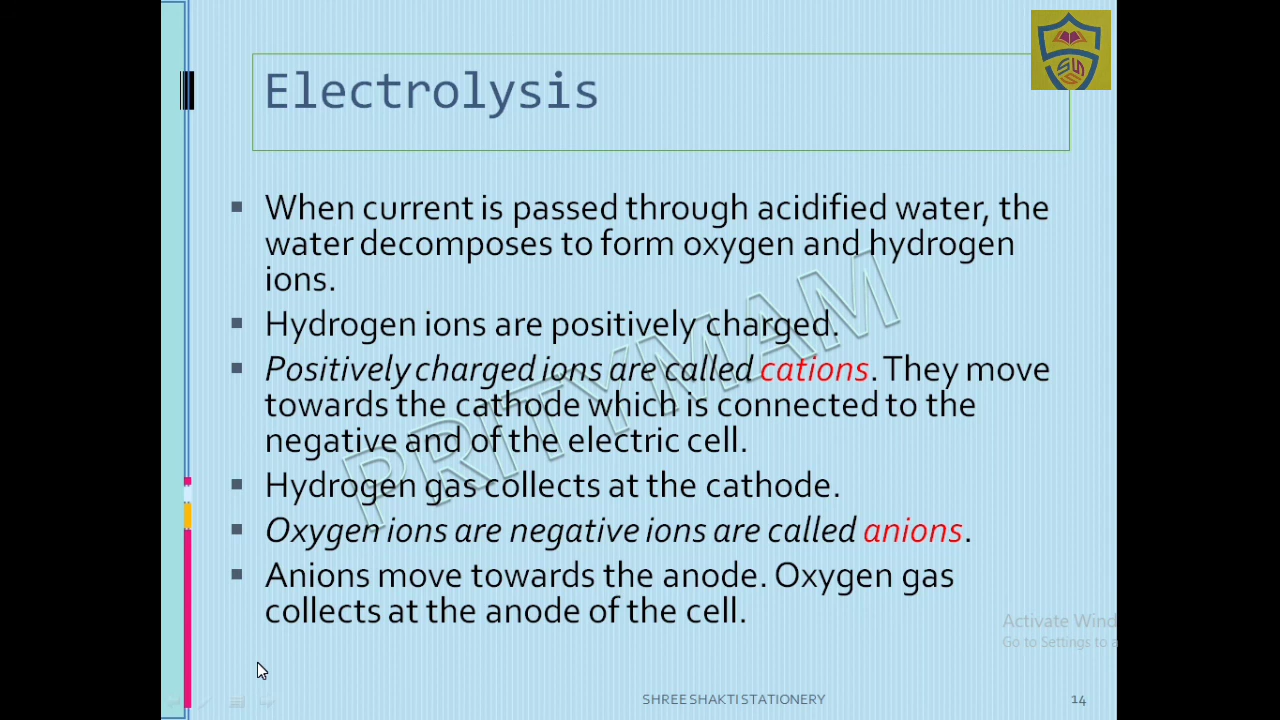 Electrolysis
When current is passed through acidified water, the
water decomposes to form oxygen and hydrogen
ions.
Hydrogen ions are positively charged.
Positively charged ions are called cations. They move
towards the cathode which is connected to the
negative and of the electric cell.
Hydrogen gas collects at the cathode.
Oxygen ions are negative ions are called anions.
Anions move towards the anode. Oxygen gas
collects at the anode of the cell.
PRITYMAM
Activate Wind
Go to Settings to a
SHREE SHAKTI STATIONERY
14